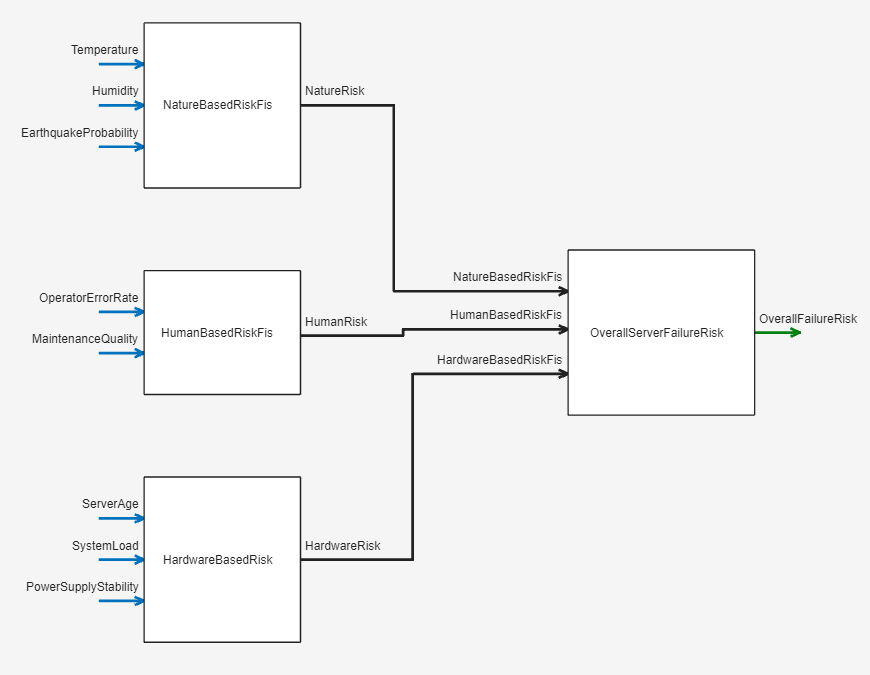 Temperature
Humidity
EarthquakeProbability
NatureBasedRiskFis
NatureRisk
OperatorErrorRate
MaintenanceQuality
HumanBasedRiskFis
HumanRisk
ServerAge
SystemLoad
PowerSupplyStability
HardwareBasedRisk
HardwareRisk
NatureBasedRiskFis
HumanBasedRiskFis
HardwareBasedRiskFis
OverallServerFailureRisk
OverallFailureRisk